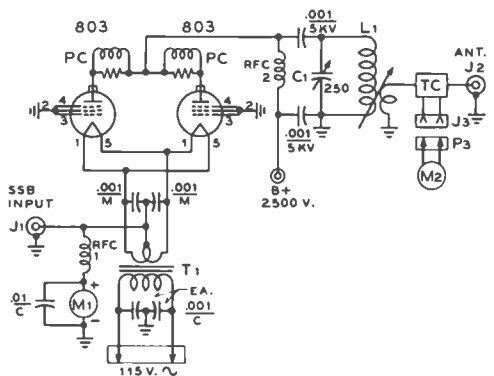 803
803
PC
PC
4
2
3
1
5
4
2
3
1
5
.001
5KV
RFC
2
C1
250
L1
.001
5KV
B+
2500 V.
ANT.
J2
TC
J3
P3
M2
SSB
INPUT
J1
.001
M
.001
M
RFC
1
.01
C
+
M1
−
T1
EA.
.001
C
115 V. ∿